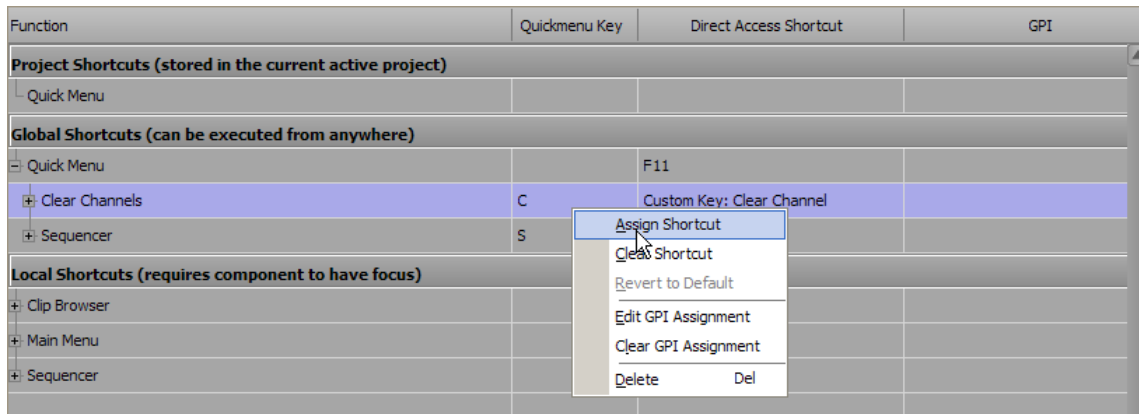 Function Quickmenu Key Direct Access Shortcut GPI
Project Shortcuts (stored in the current active project)
Quick Menu
Global Shortcuts (can be executed from anywhere)
Quick Menu F11
Clear Channels C Custom Key: Clear Channel
Sequencer S
Local Shortcuts (requires component to have focus)
Clip Browser
Main Menu
Sequencer
Assign Shortcut
Clear Shortcut
Revert to Default
Edit GPI Assignment
Clear GPI Assignment
Delete Del